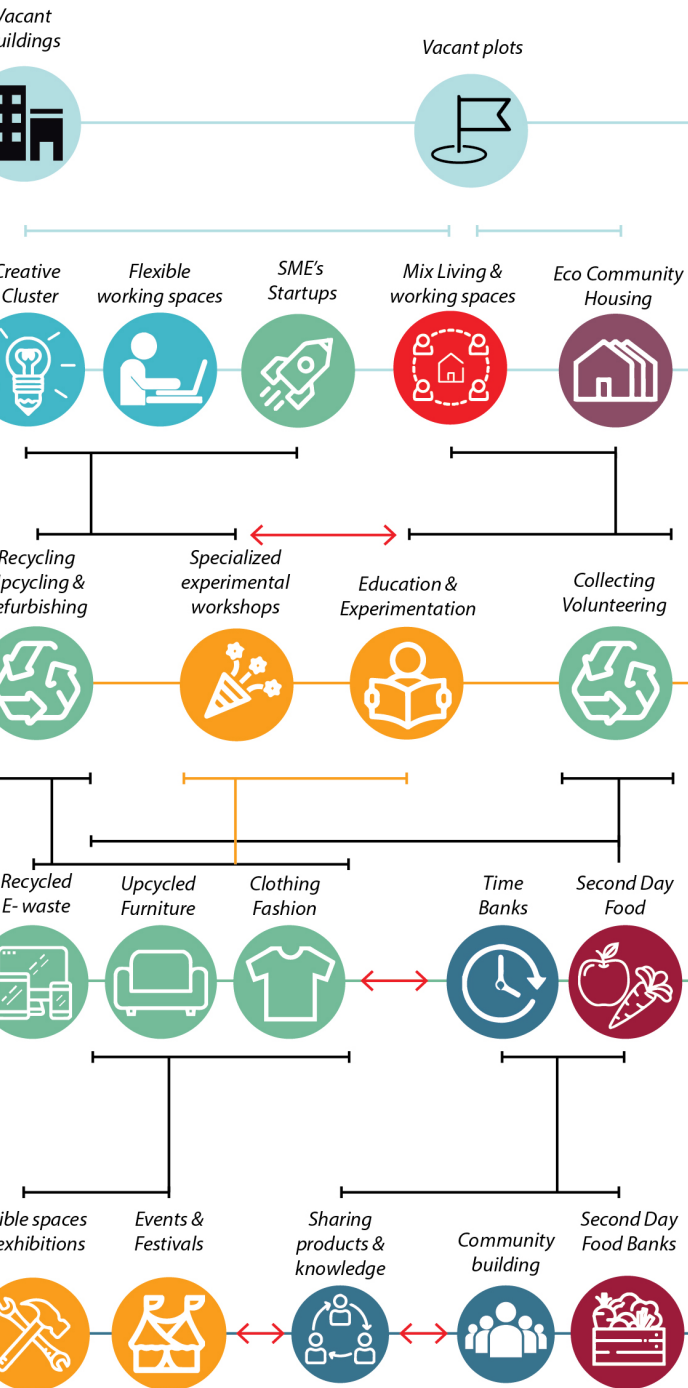 Vacant
uildings
Vacant plots
Creative
Cluster
Flexible
working spaces
SME's
Startups
Mix Living &
working spaces
Eco Community
Housing
Recycling
pcycling &
efurbishing
Specialized
experimental
workshops
Education &
Experimentation
Collecting
Volunteering
Recycled
E- waste
Upcycled
Furniture
Clothing
Fashion
Time
Banks
Second Day
Food
ible spaces
exhibitions
Events &
Festivals
Sharing
products &
knowledge
Community
building
Second Day
Food Banks